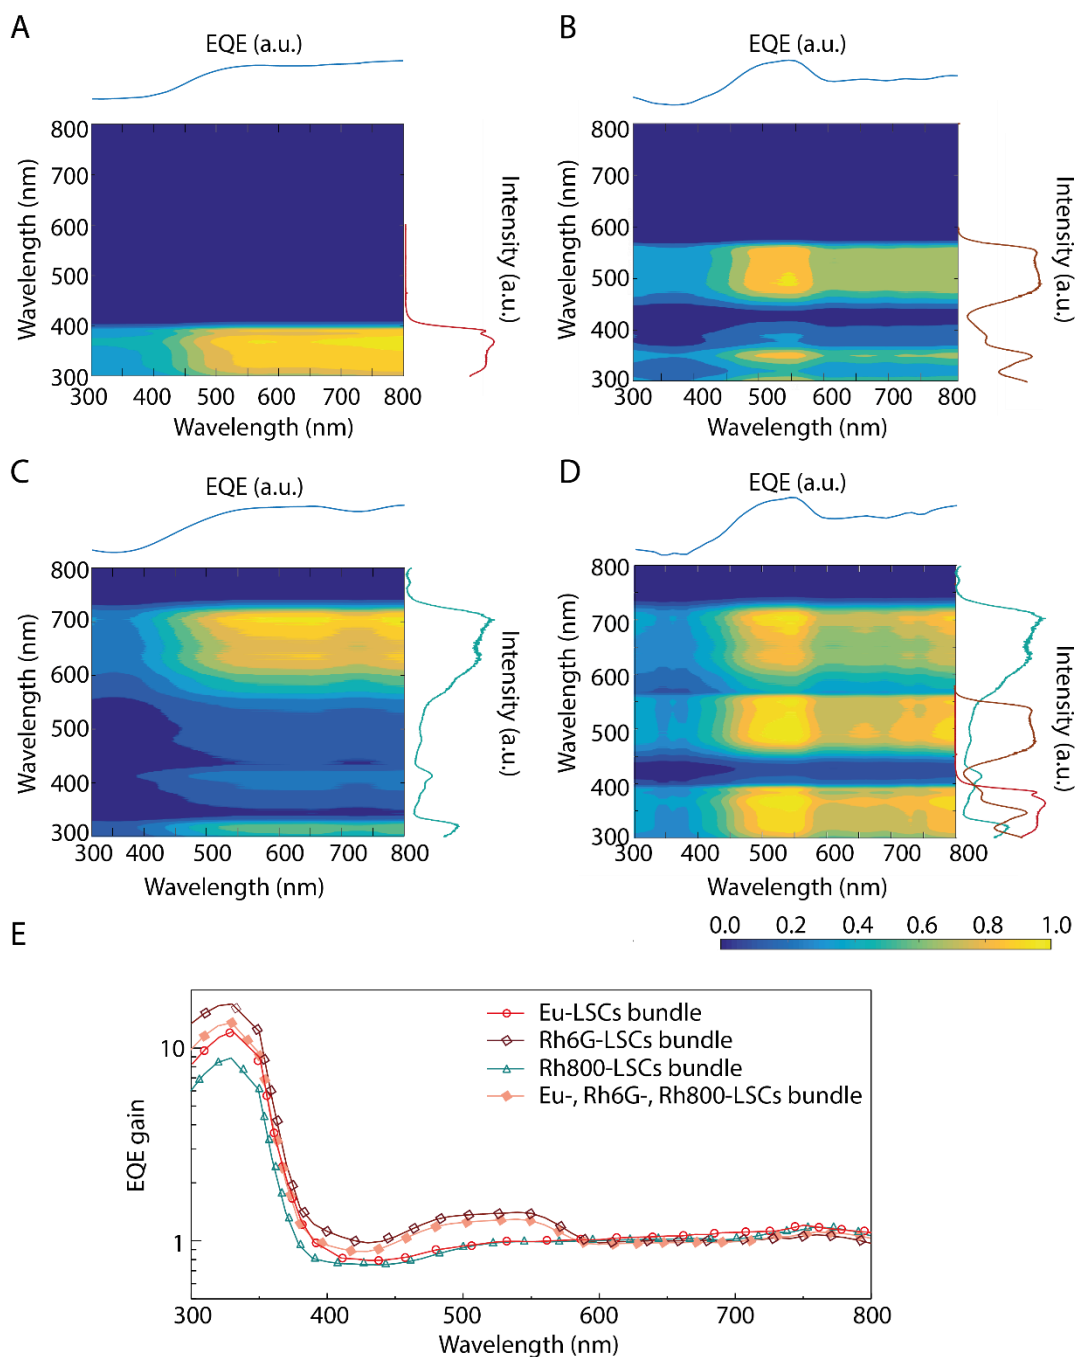 A
EQE (a.u.)
800
700
600
500
400
300
Wavelength (nm)
300 400 500 600 700 800
Wavelength (nm)
Intensity (a.u.)
B
EQE (a.u.)
800
700
600
500
400
300
Wavelength (nm)
300 400 500 600 700 800
Wavelength (nm)
Intensity (a.u.)
C
EQE (a.u.)
800
700
600
500
400
300
Wavelength (nm)
300 400 500 600 700 800
Wavelength (nm)
Intensity (a.u.)
D
EQE (a.u.)
800
700
600
500
400
300
Wavelength (nm)
300 400 500 600 700 800
Wavelength (nm)
Intensity (a.u.)
0.0 0.2 0.4 0.6 0.8 1.0
E
Eu-LSCs bundle
Rh6G-LSCs bundle
Rh800-LSCs bundle
Eu-, Rh6G-, Rh800-LSCs bundle
10
1
EQE gain
300 400 500 600 700 800
Wavelength (nm)